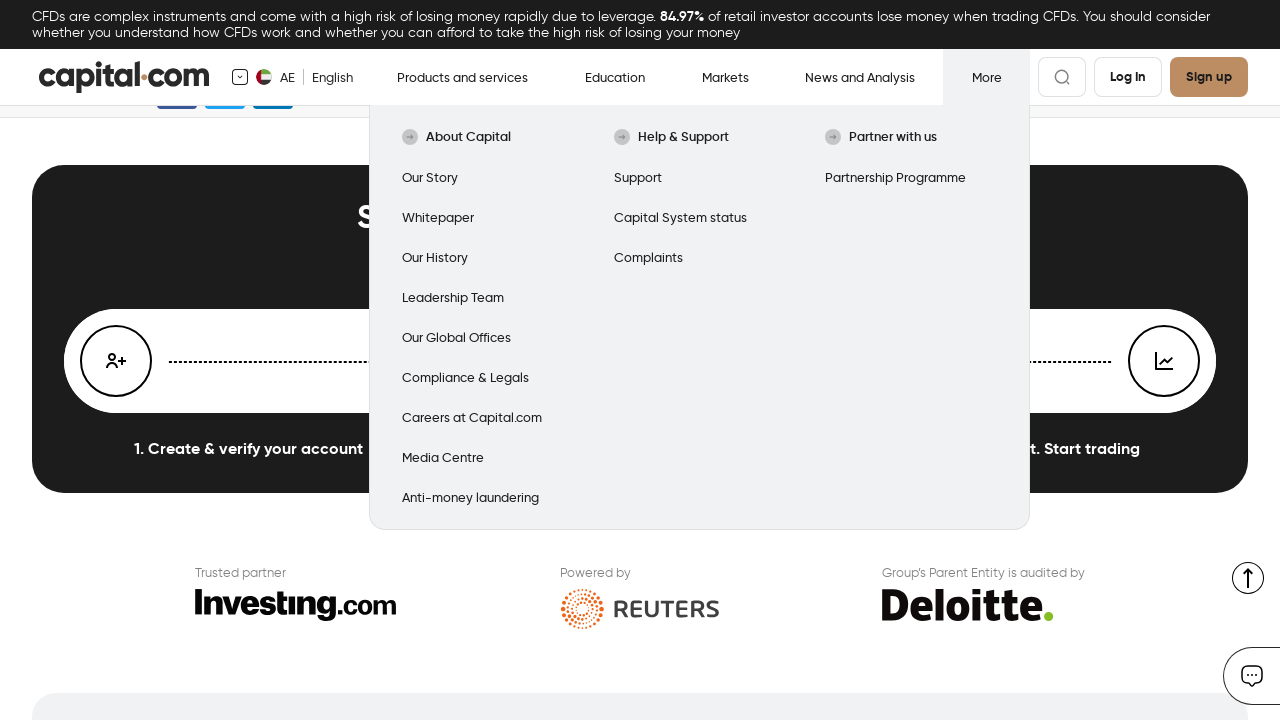 CFDs are complex instruments and come with a high risk of losing money rapidly due to leverage. 84.97% of retail investor accounts lose money when trading CFDs. You should consider
whether you understand how CFDs work and whether you can afford to take the high risk of losing your money
capital.com
AE English
Products and services
Education
Markets
News and Analysis
More
Log In
Sign up
About Capital
Our Story
Whitepaper
Our History
Leadership Team
Our Global Offices
Compliance & Legals
Careers at Capital.com
Media Centre
Anti-money laundering
Help & Support
Support
Capital System status
Complaints
Partner with us
Partnership Programme
S
1. Create & verify your account
t. Start trading
Trusted partner
Investing.com
Powered by
REUTERS
Group's Parent Entity is audited by
Deloitte.